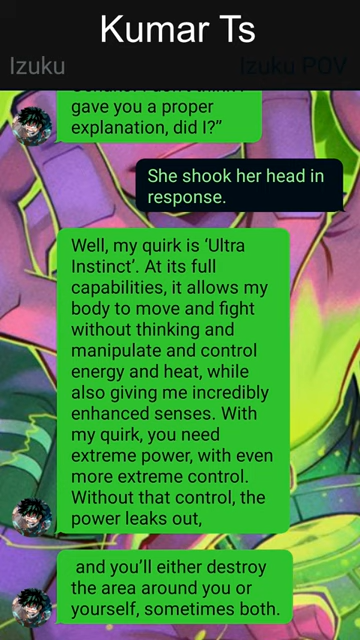 Kumar Ts
Izuku
Izuku POV
gave you a proper
explanation, did I?”
She shook her head in
response.
Well, my quirk is ‘Ultra
Instinct’. At its full
capabilities, it allows my
body to move and fight
without thinking and
manipulate and control
energy and heat, while
also giving me incredibly
enhanced senses. With
my quirk, you need
extreme power, with even
more extreme control.
Without that control, the
power leaks out,
and you’ll either destroy
the area around you or
yourself, sometimes both.